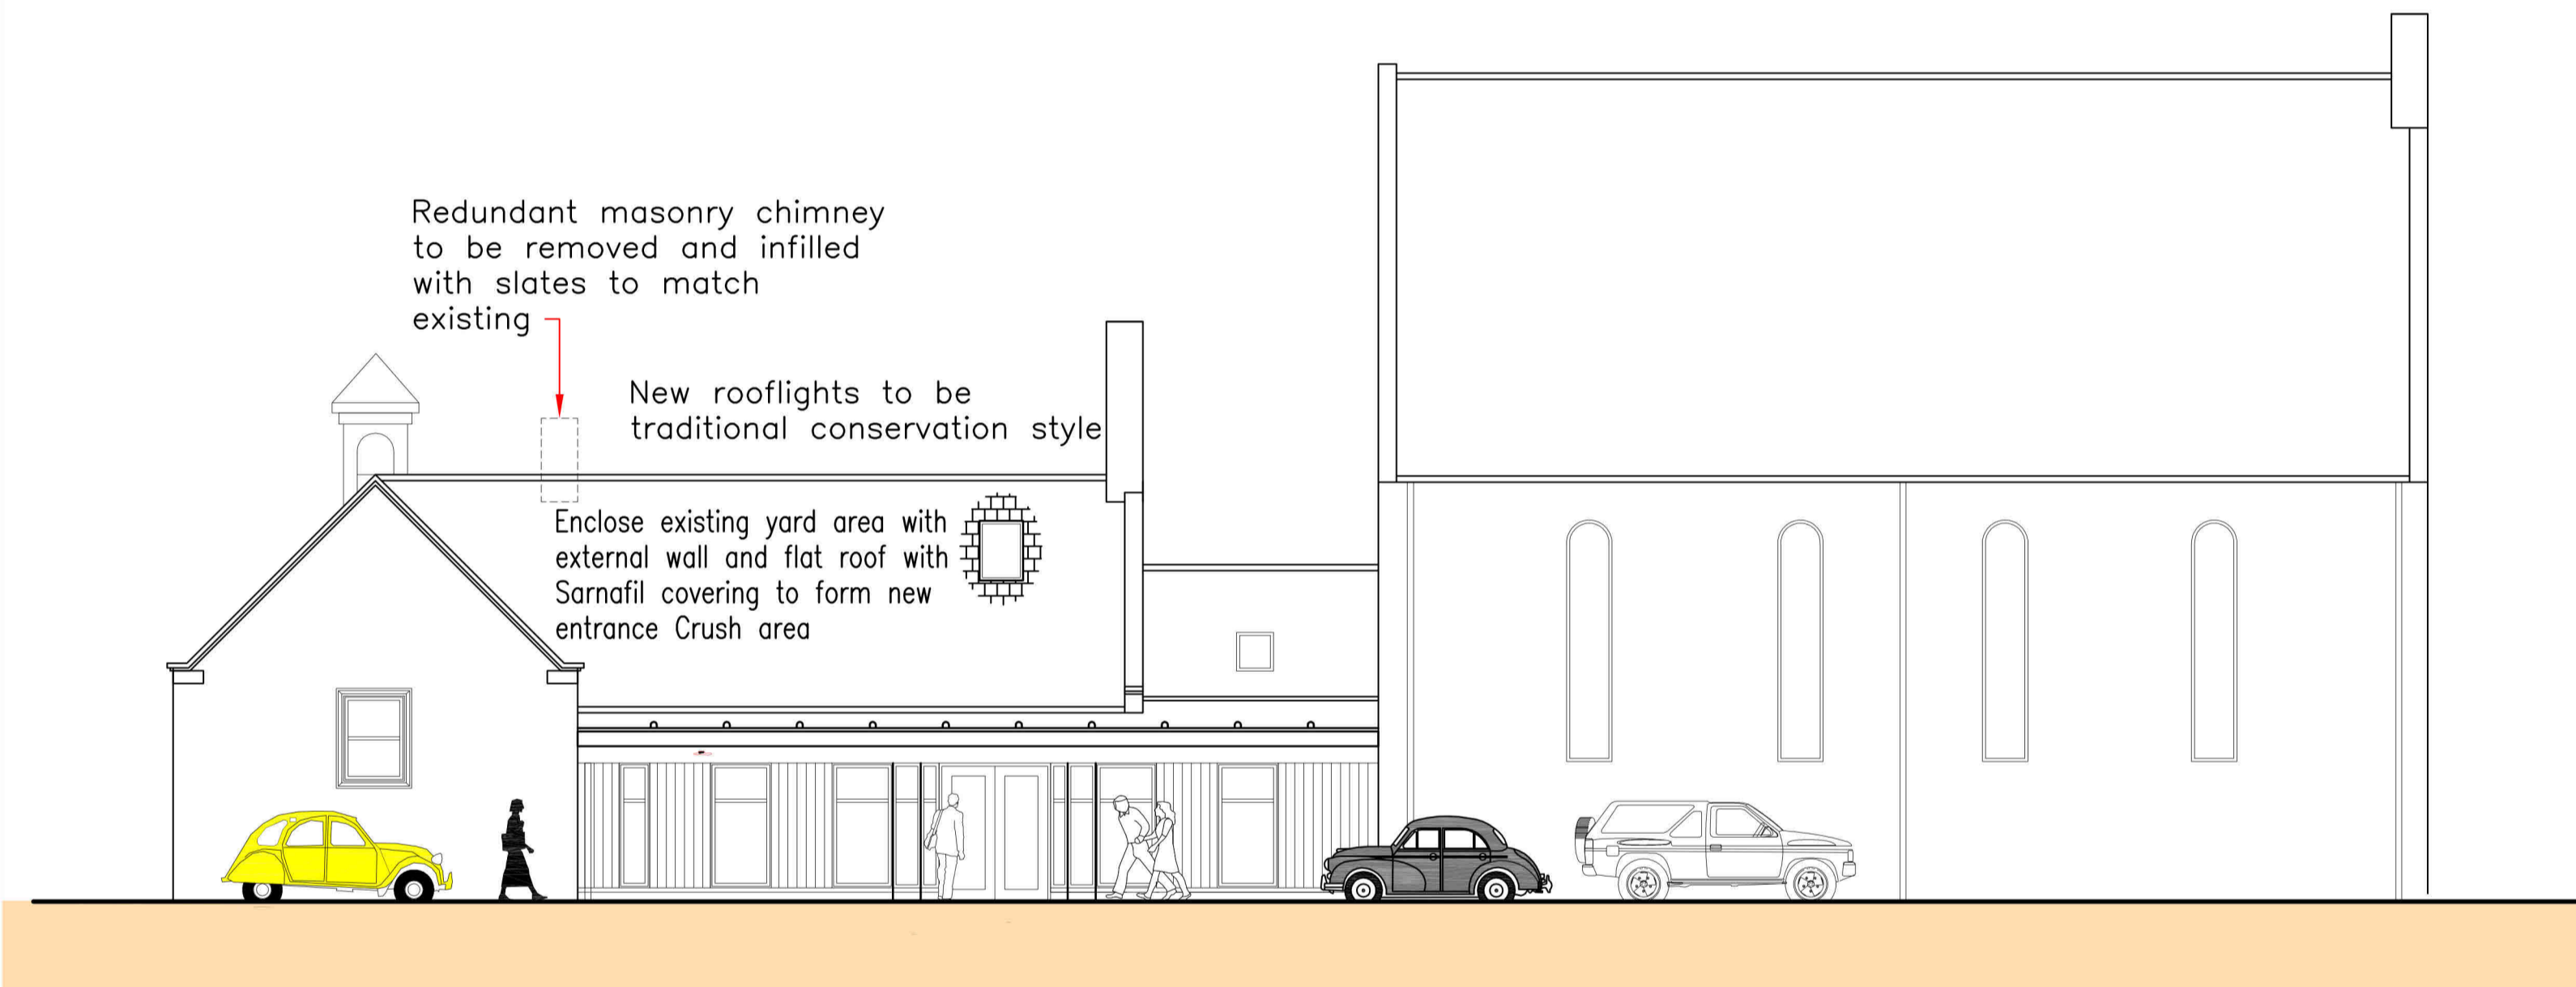 Redundant masonry chimney
to be removed and infilled
with slates to match
existing
New rooflights to be
traditional conservation style
Enclose existing yard area with
external wall and flat roof with
Sarnafil covering to form new
entrance Crush area